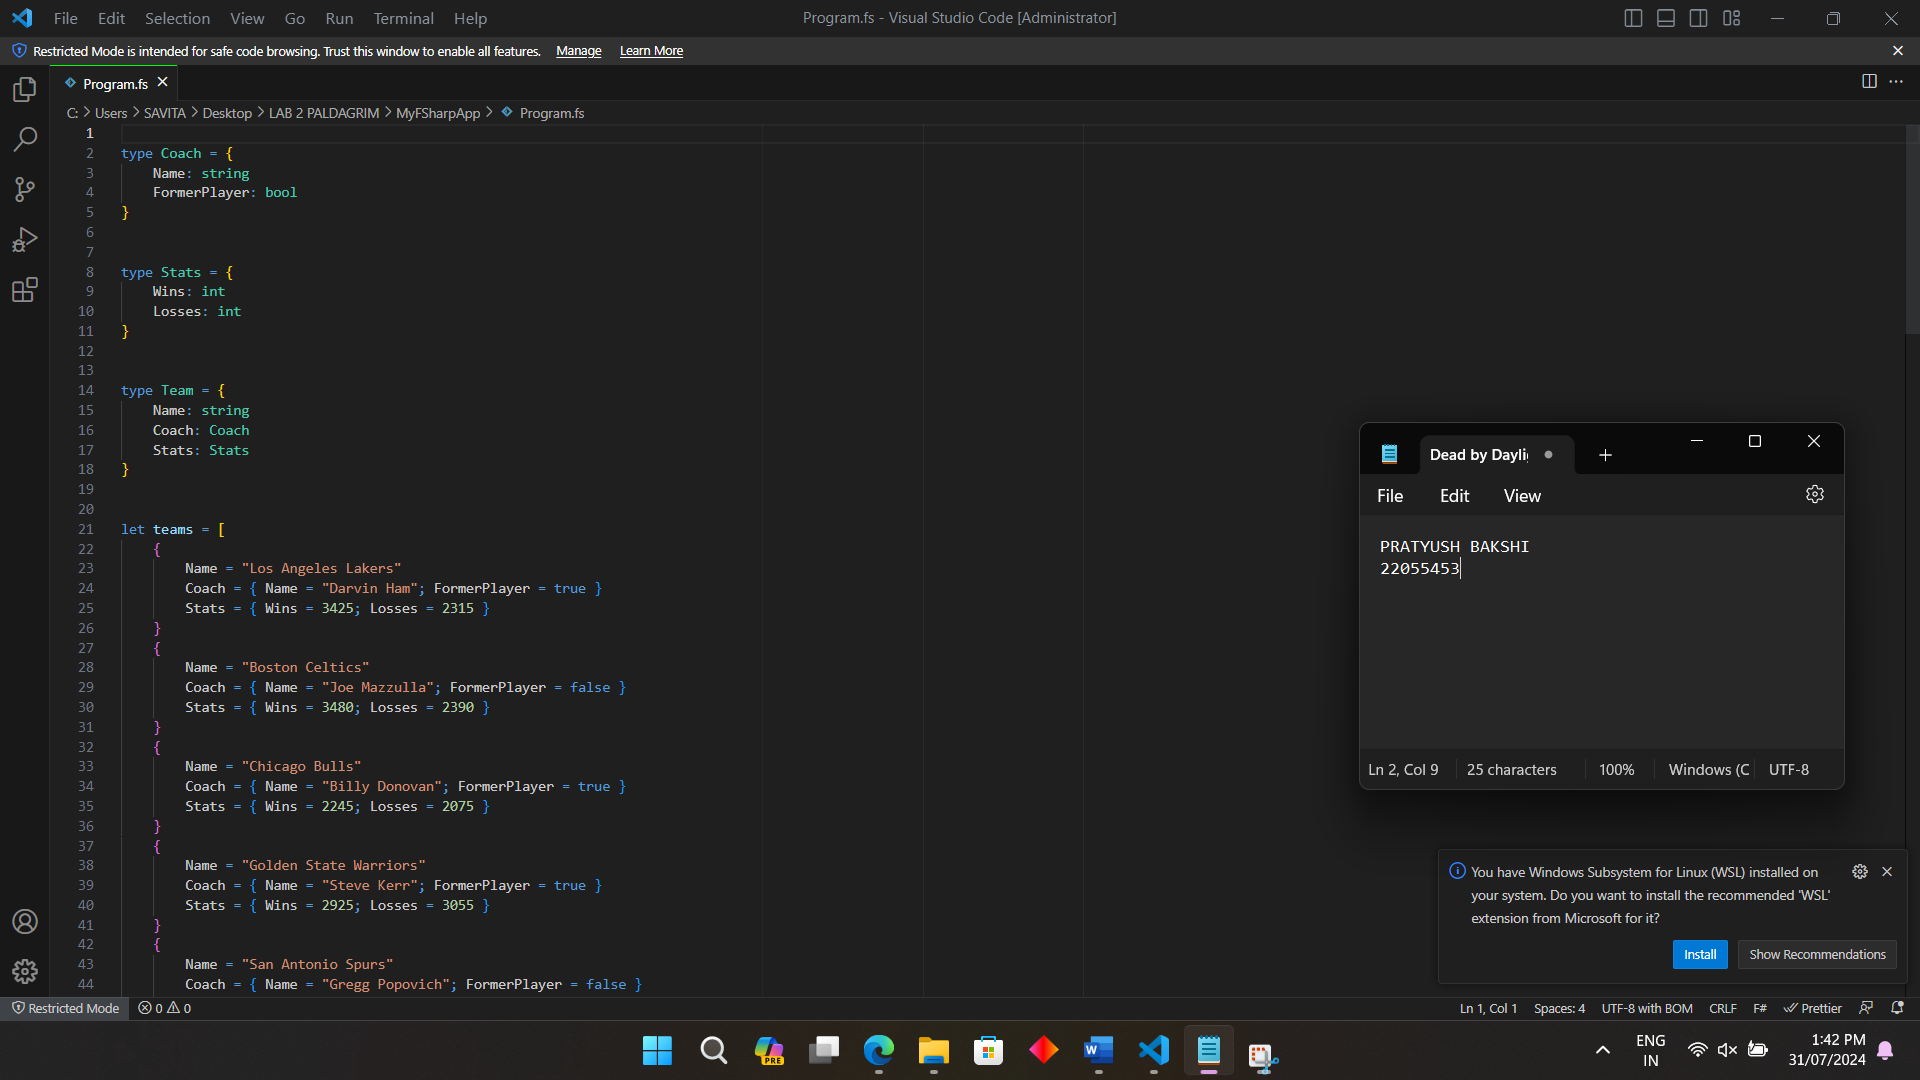 File Edit Selection View Go Run Terminal Help
Program.fs - Visual Studio Code [Administrator]
Restricted Mode is intended for safe code browsing. Trust this window to enable all features. Manage Learn More
Program.fs
C: > Users > SAVITA > Desktop > LAB 2 PALDAGRIM > MyFSharpApp > Program.fs
1
2 type Coach = {
3 Name: string
4 FormerPlayer: bool
5 }
6
7
8 type Stats = {
9 Wins: int
10 Losses: int
11 }
12
13
14 type Team = {
15 Name: string
16 Coach: Coach
17 Stats: Stats
18 }
19
20
21 let teams = [
22 {
23 Name = "Los Angeles Lakers"
24 Coach = { Name = "Darvin Ham"; FormerPlayer = true }
25 Stats = { Wins = 3425; Losses = 2315 }
26 }
27 {
28 Name = "Boston Celtics"
29 Coach = { Name = "Joe Mazzulla"; FormerPlayer = false }
30 Stats = { Wins = 3480; Losses = 2390 }
31 }
32 {
33 Name = "Chicago Bulls"
34 Coach = { Name = "Billy Donovan"; FormerPlayer = true }
35 Stats = { Wins = 2245; Losses = 2075 }
36 }
37 {
38 Name = "Golden State Warriors"
39 Coach = { Name = "Steve Kerr"; FormerPlayer = true }
40 Stats = { Wins = 2925; Losses = 3055 }
41 }
42 {
43 Name = "San Antonio Spurs"
44 Coach = { Name = "Gregg Popovich"; FormerPlayer = false }
Dead by Dayli
File Edit View
PRATYUSH BAKSHI
22055453
Ln 2, Col 9 25 characters 100% Windows (C UTF-8
You have Windows Subsystem for Linux (WSL) installed on
your system. Do you want to install the recommended 'WSL'
extension from Microsoft for it?
Install Show Recommendations
Restricted Mode 0 0 Ln 1, Col 1 Spaces: 4 UTF-8 with BOM CRLF F# Prettier
PRE W
ENG
IN
1:42 PM
31/07/2024